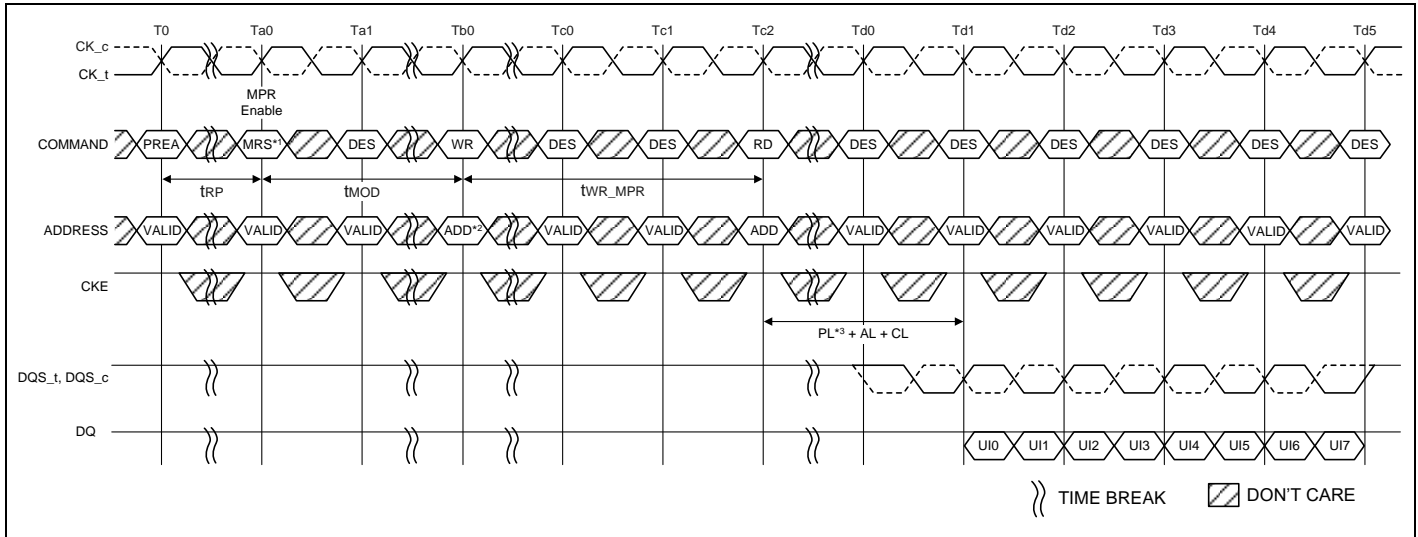 T0 Ta0 Ta1 Tb0 Tc0 Tc1 Tc2 Td0 Td1 Td2 Td3 Td4 Td5
CK_c
CK_t
MPR
Enable
COMMAND PREA MRS*1 DES WR DES DES RD DES DES DES DES DES DES
tRP tMOD tWR_MPR
ADDRESS VALID VALID VALID ADD*2 VALID VALID ADD VALID VALID VALID VALID VALID VALID
CKE
PL*3 + AL + CL
DQS_t, DQS_c
DQ UI0 UI1 UI2 UI3 UI4 UI5 UI6 UI7
TIME BREAK DON'T CARE